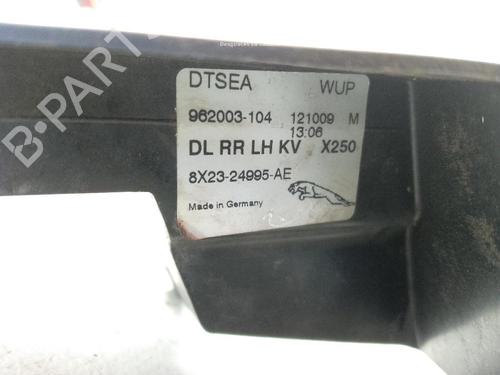 DTSEA WUP
962003-104 121009 M
13:06
DL RR LH KV X250
8X23-24995-AE
Made in Germany
B-PARTS